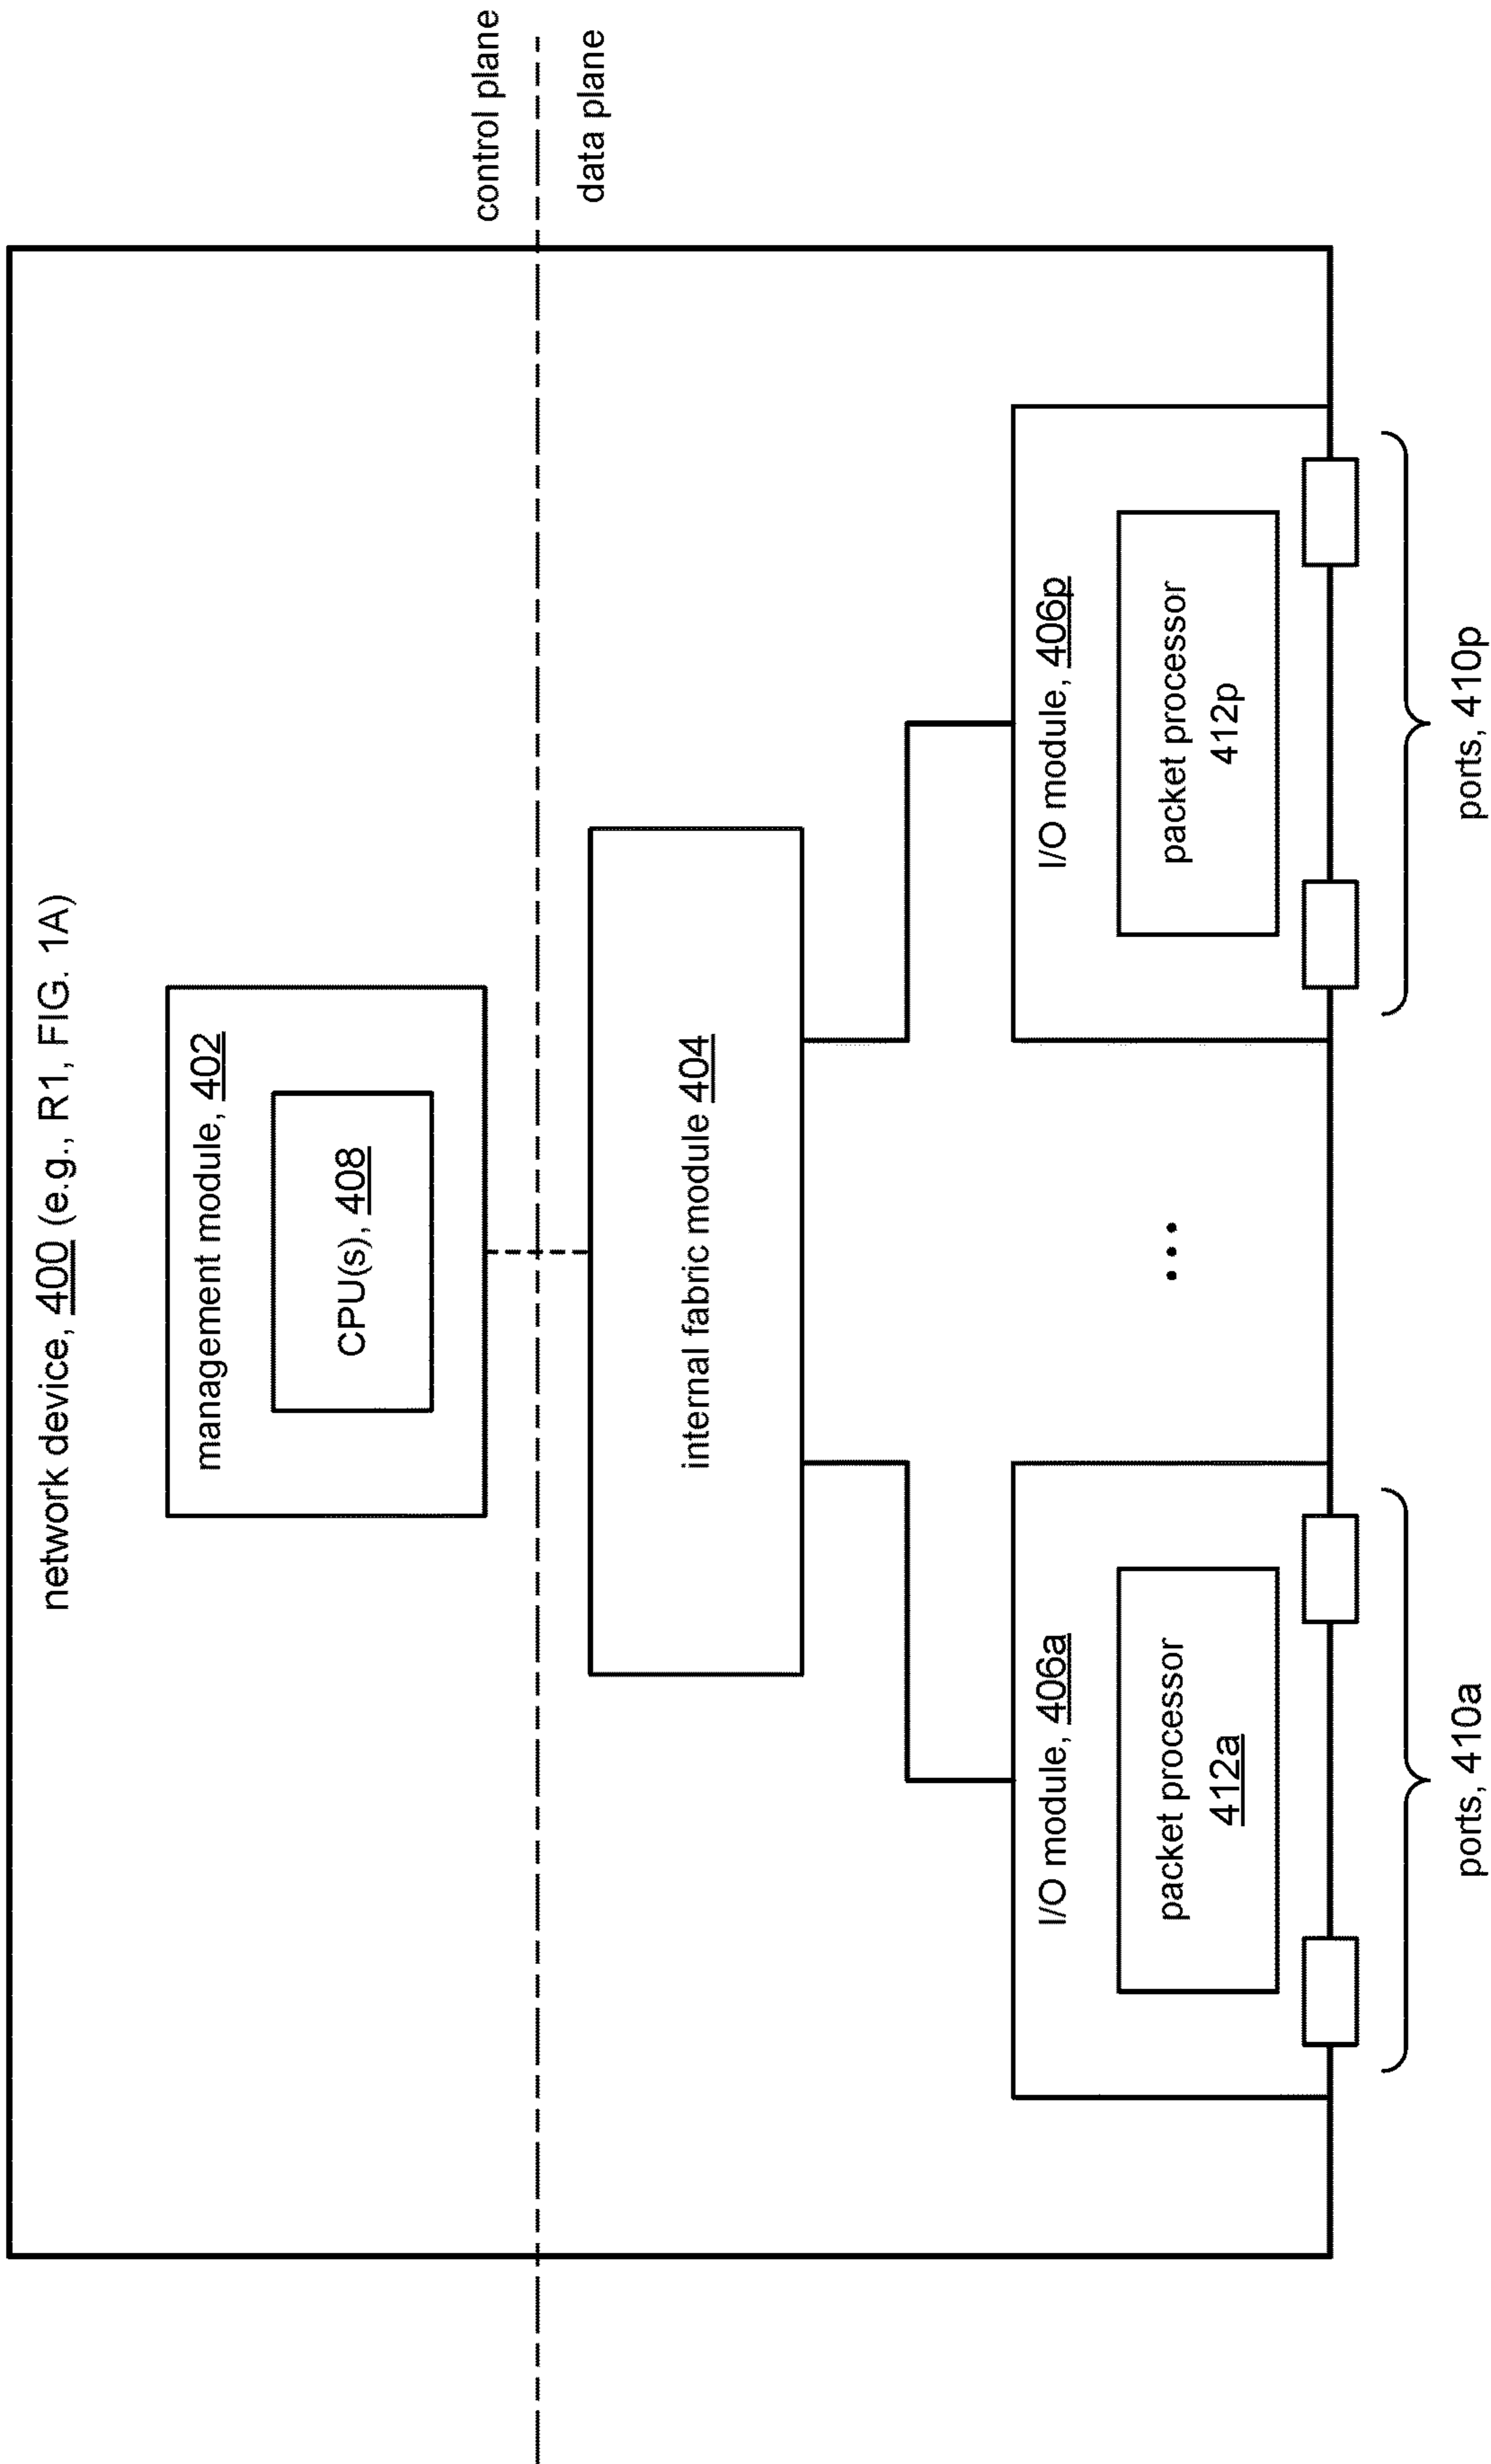 network device, 400 (e.g., R1, FIG. 1A)
management module, 402
CPU(s), 408
control plane
data plane
internal fabric module 404
I/O module, 406a
packet processor
412a
...
I/O module, 406p
packet processor
412p
ports, 410a
ports, 410p